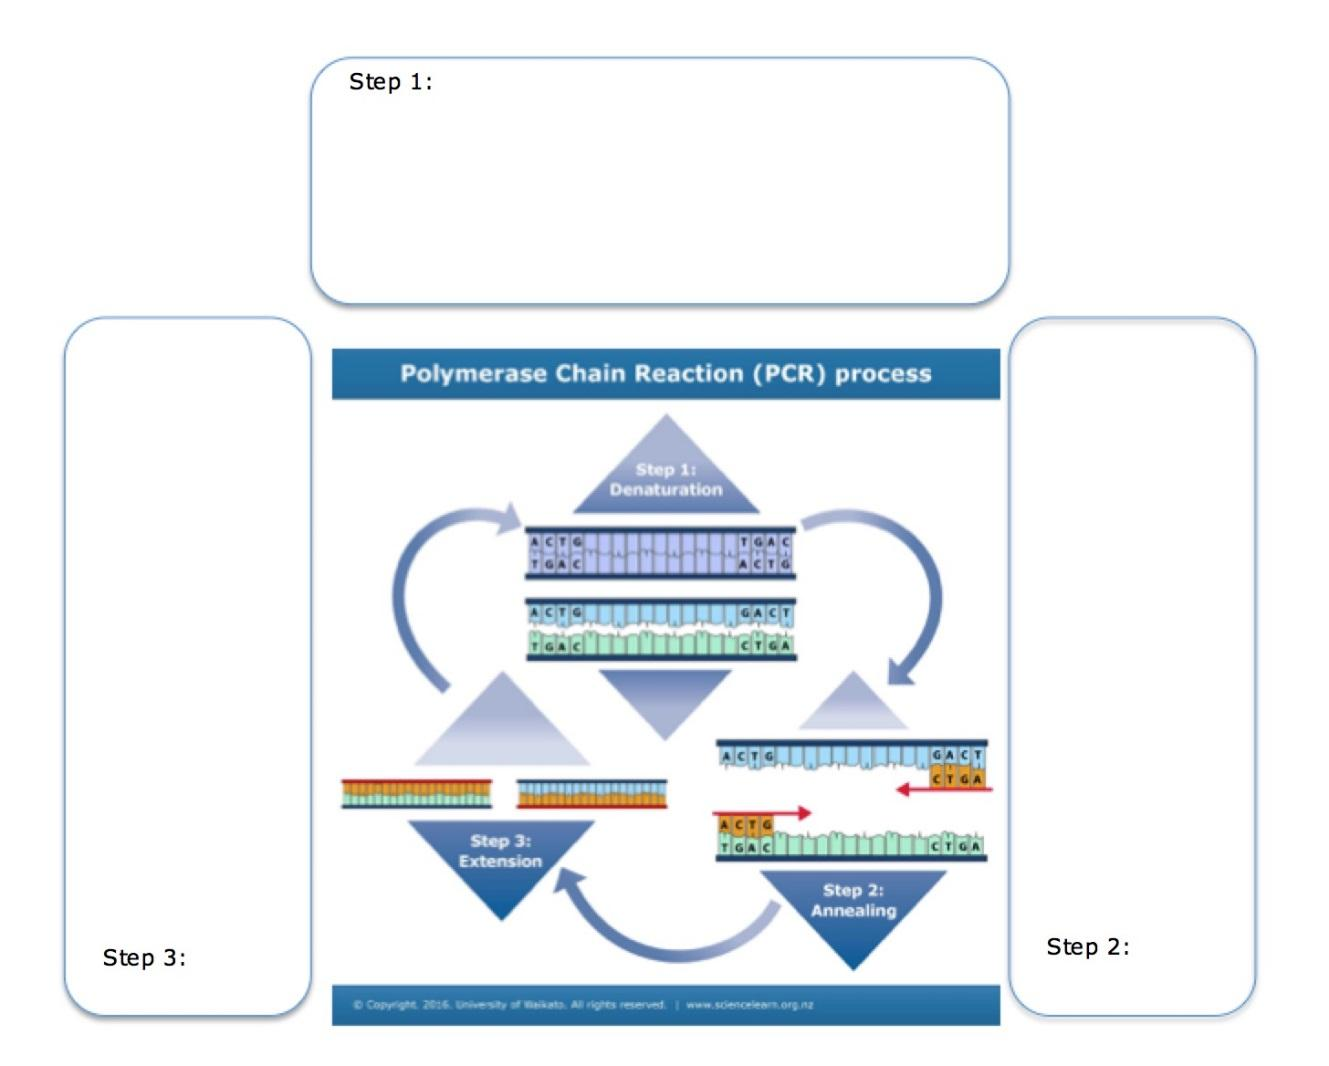 Step 1:
Polymerase Chain Reaction (PCR) process
Step 1:
Denaturation
A C T G T G A C
T G A C A C T G
A C T G G A C T
T G A C C T G A
A C T G G A C T
C T G A
A C T G
T G A C C T G A
Step 3:
Extension
Step 2:
Annealing
Step 3:
Step 2:
© Copyright. 2016. University of Waikato. All rights reserved. | www.sciencelearn.org.nz